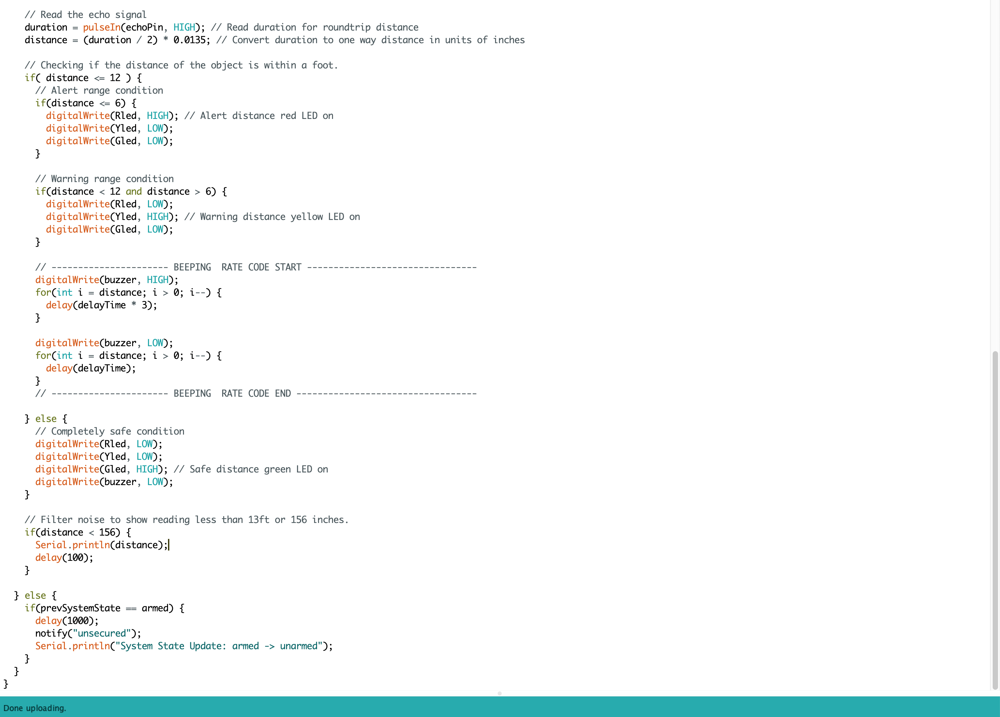 // Read the echo signal
duration = pulseIn(echoPin, HIGH); // Read duration for roundtrip distance
distance = (duration / 2) * 0.0135; // Convert duration to one way distance in units of inches
// Checking if the distance of the object is within a foot.
if( distance <= 12 ) {
// Alert range condition
if(distance <= 6) {
digitalWrite(Rled, HIGH); // Alert distance red LED on
digitalWrite(Yled, LOW);
digitalWrite(Gled, LOW);
}
// Warning range condition
if(distance < 12 and distance > 6) {
digitalWrite(Rled, LOW);
digitalWrite(Yled, HIGH); // Warning distance yellow LED on
digitalWrite(Gled, LOW);
}
// ---------------------- BEEPING  RATE CODE START --------------------------------
digitalWrite(buzzer, HIGH);
for(int i = distance; i > 0; i--) {
delay(delayTime * 3);
}
digitalWrite(buzzer, LOW);
for(int i = distance; i > 0; i--) {
delay(delayTime);
}
// ---------------------- BEEPING  RATE CODE END ----------------------------------
} else {
// Completely safe condition
digitalWrite(Rled, LOW);
digitalWrite(Yled, LOW);
digitalWrite(Gled, HIGH); // Safe distance green LED on
digitalWrite(buzzer, LOW);
}
// Filter noise to show reading less than 13ft or 156 inches.
if(distance < 156) {
Serial.println(distance);
delay(100);
}
} else {
if(prevSystemState == armed) {
delay(1000);
notify("unsecured");
Serial.println("System State Update: armed -> unarmed");
}
}
}
Done uploading.